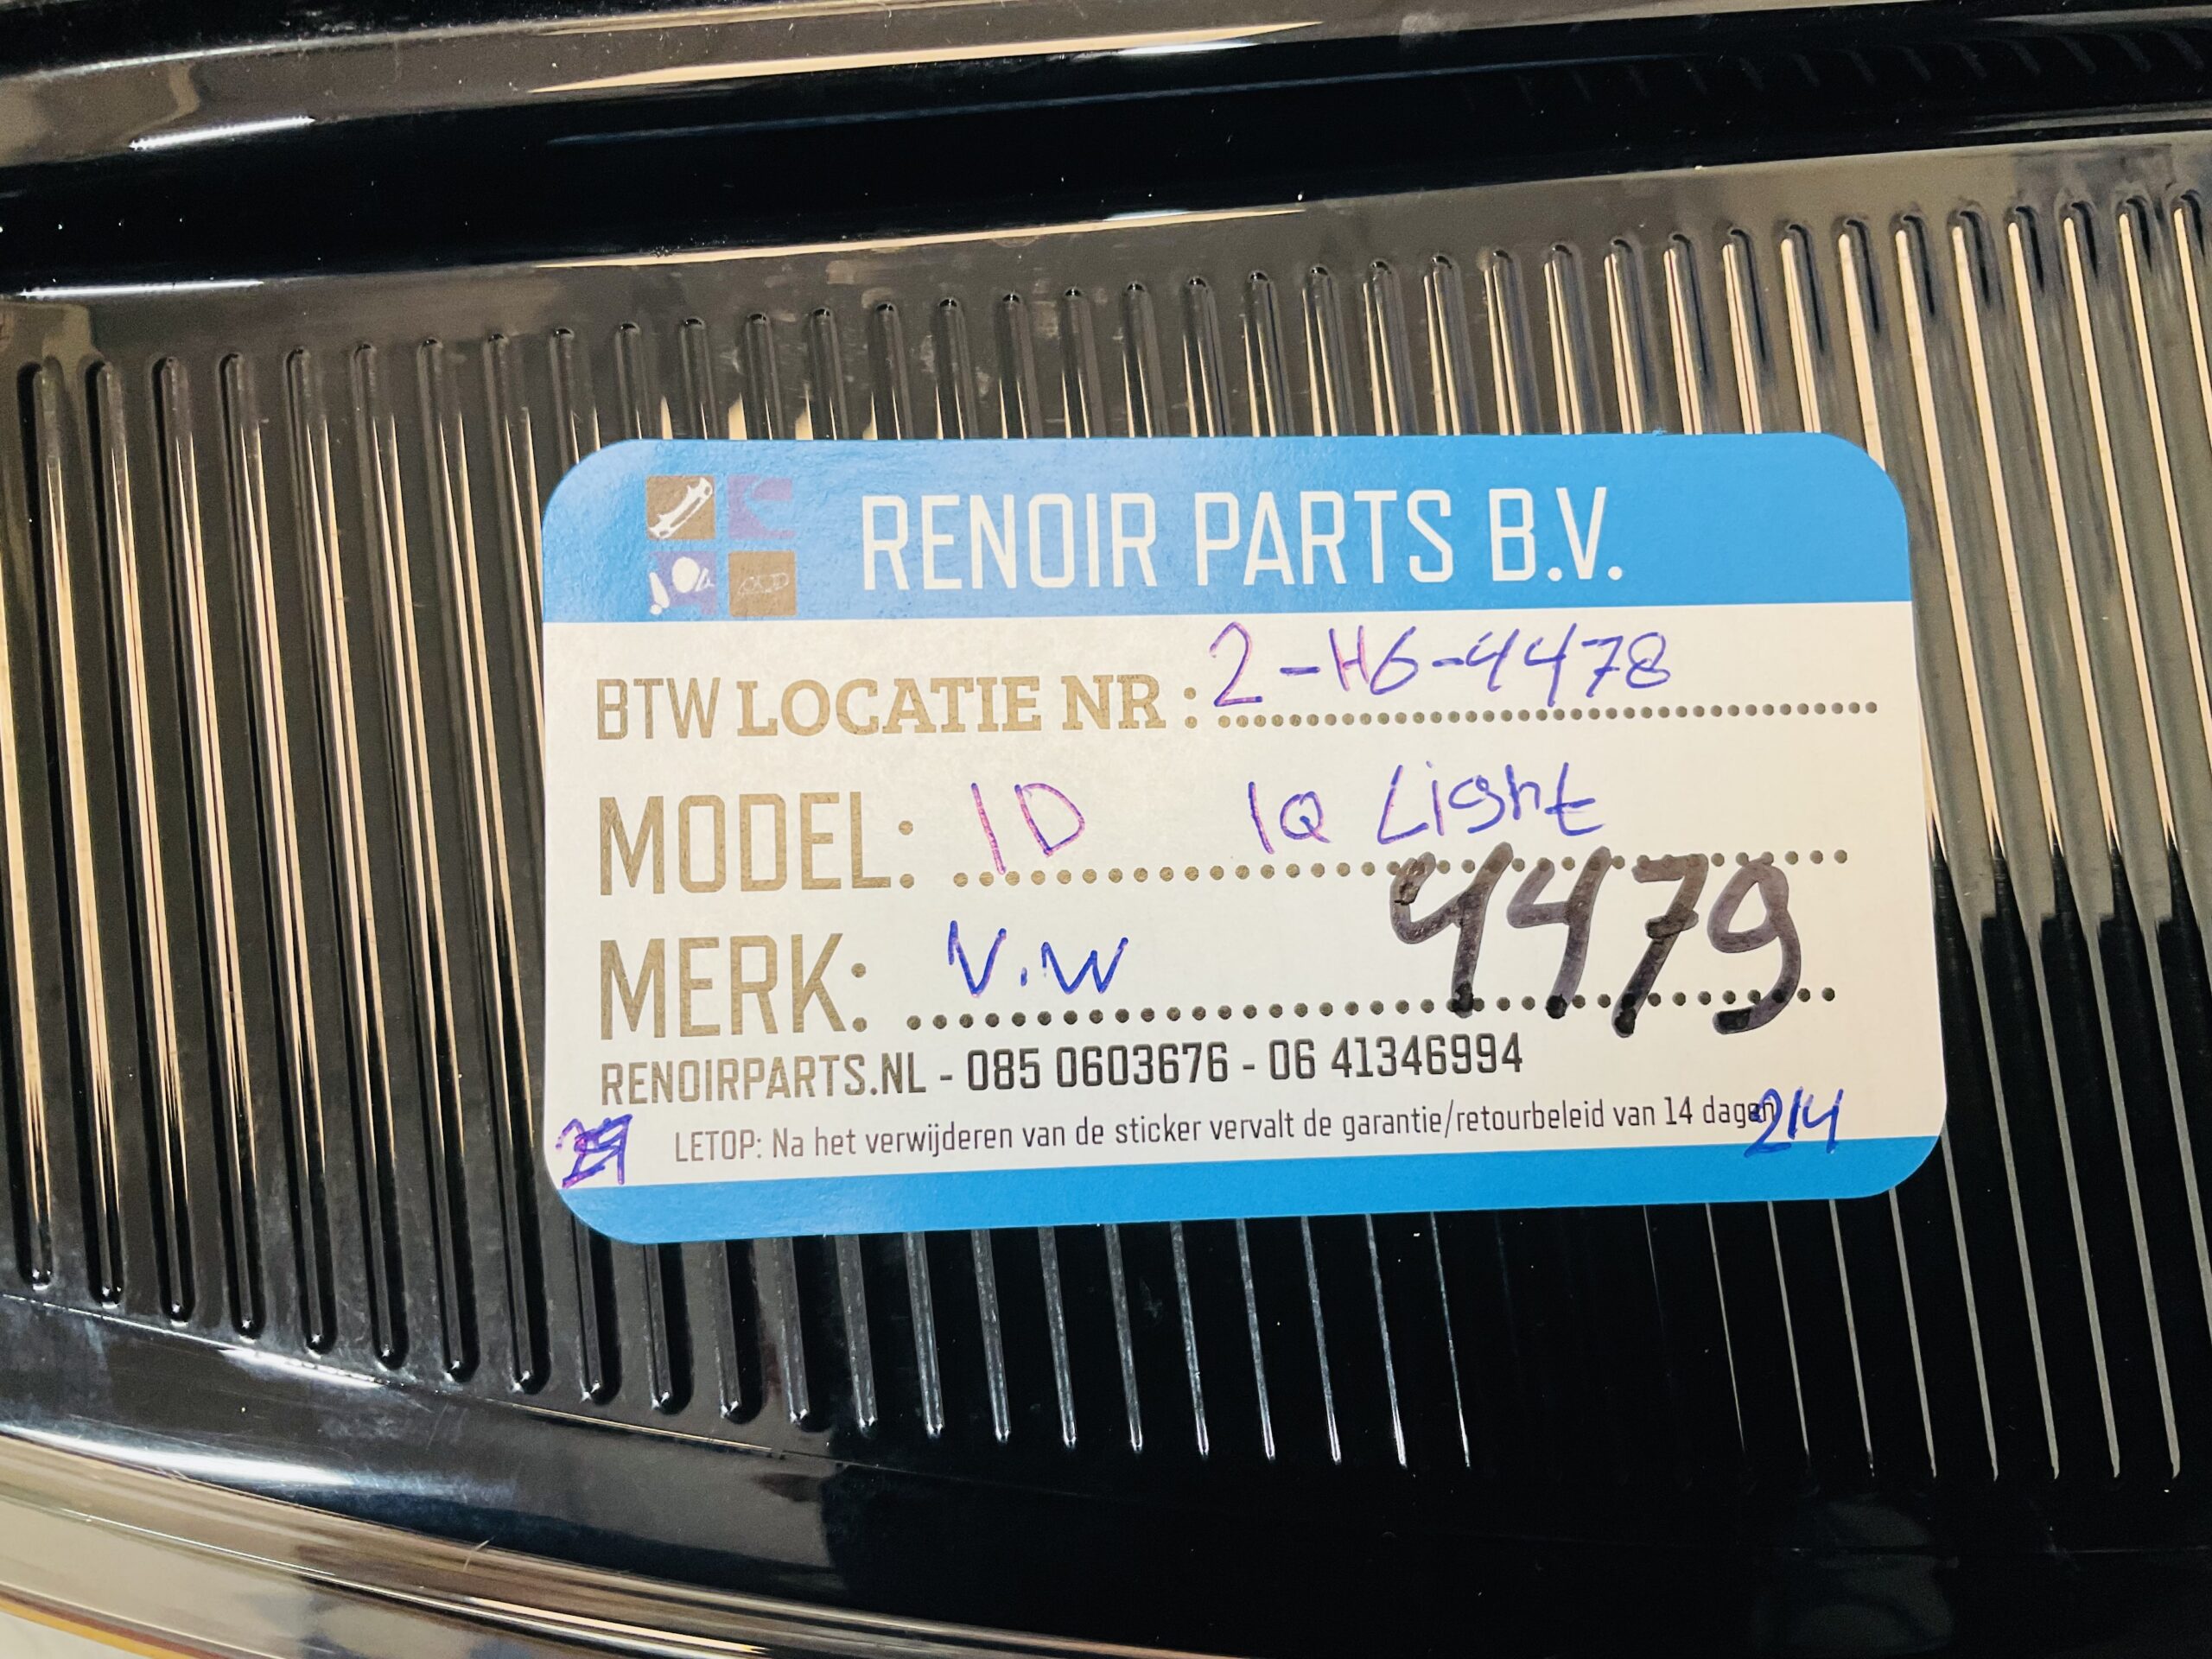 RENOIR PARTS B.V.
BTW LOCATIE NR : 2-H6-4478
MODEL: ID IQ Light
4479
MERK: V.W
RENOIRPARTS.NL - 085 0603676 - 06 41346994
LETOP: Na het verwijderen van de sticker vervalt de garantie/retourbeleid van 14 dagen
214